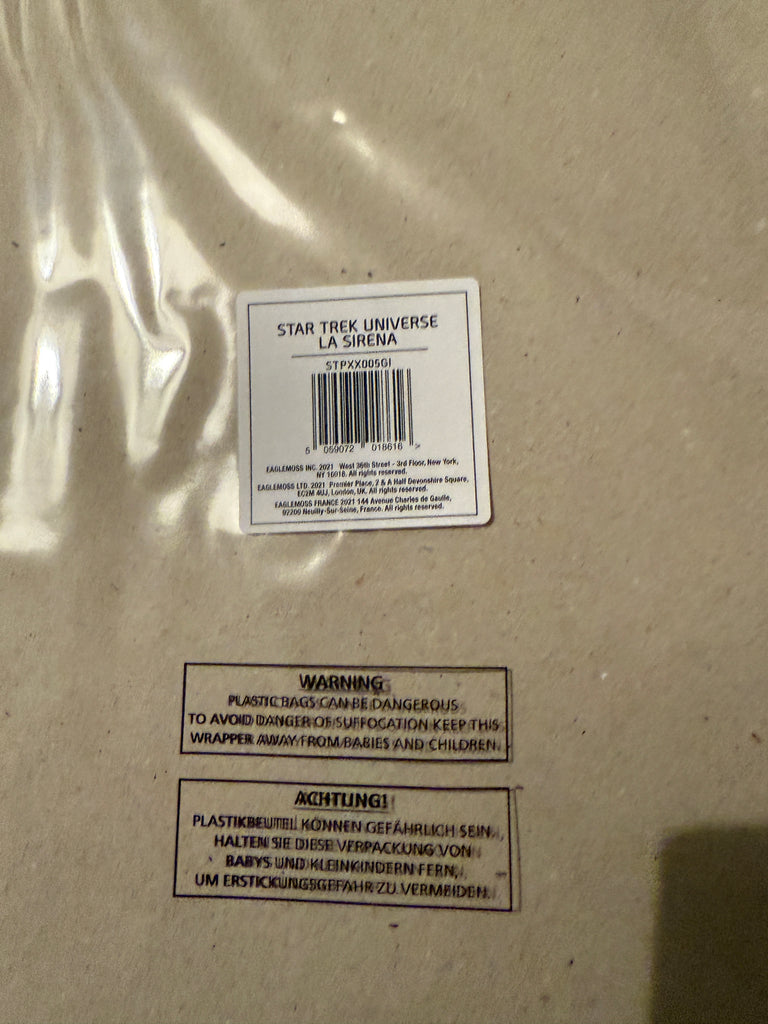 STAR TREK UNIVERSE
LA SIRENA
STPXX005GI
5 059072 018616 >
EAGLEMOSS INC. 2021 West 36th Street - 3rd Floor, New York,
NY 10018. All rights reserved.
EAGLEMOSS LTD. 2021 Premier Place, 2 & A Half Devonshire Square,
EC2M 4UJ, London, UK. All rights reserved.
EAGLEMOSS FRANCE 2021 144 Avenue Charles de Gaulle,
92200 Neuilly-Sur-Seine, France. All rights reserved.
WARNING
PLASTIC BAGS CAN BE DANGEROUS
TO AVOID DANGER OF SUFFOCATION KEEP THIS
WRAPPER AWAY FROM BABIES AND CHILDREN.
ACHTUNG!
PLASTIKBEUTEL KÖNNEN GEFÄHRLICH SEIN,
HALTEN SIE DIESE VERPACKUNG VON
BABYS UND KLEINKINDERN FERN,
UM ERSTICKUNGSGEFAHR ZU VERMEIDEN.